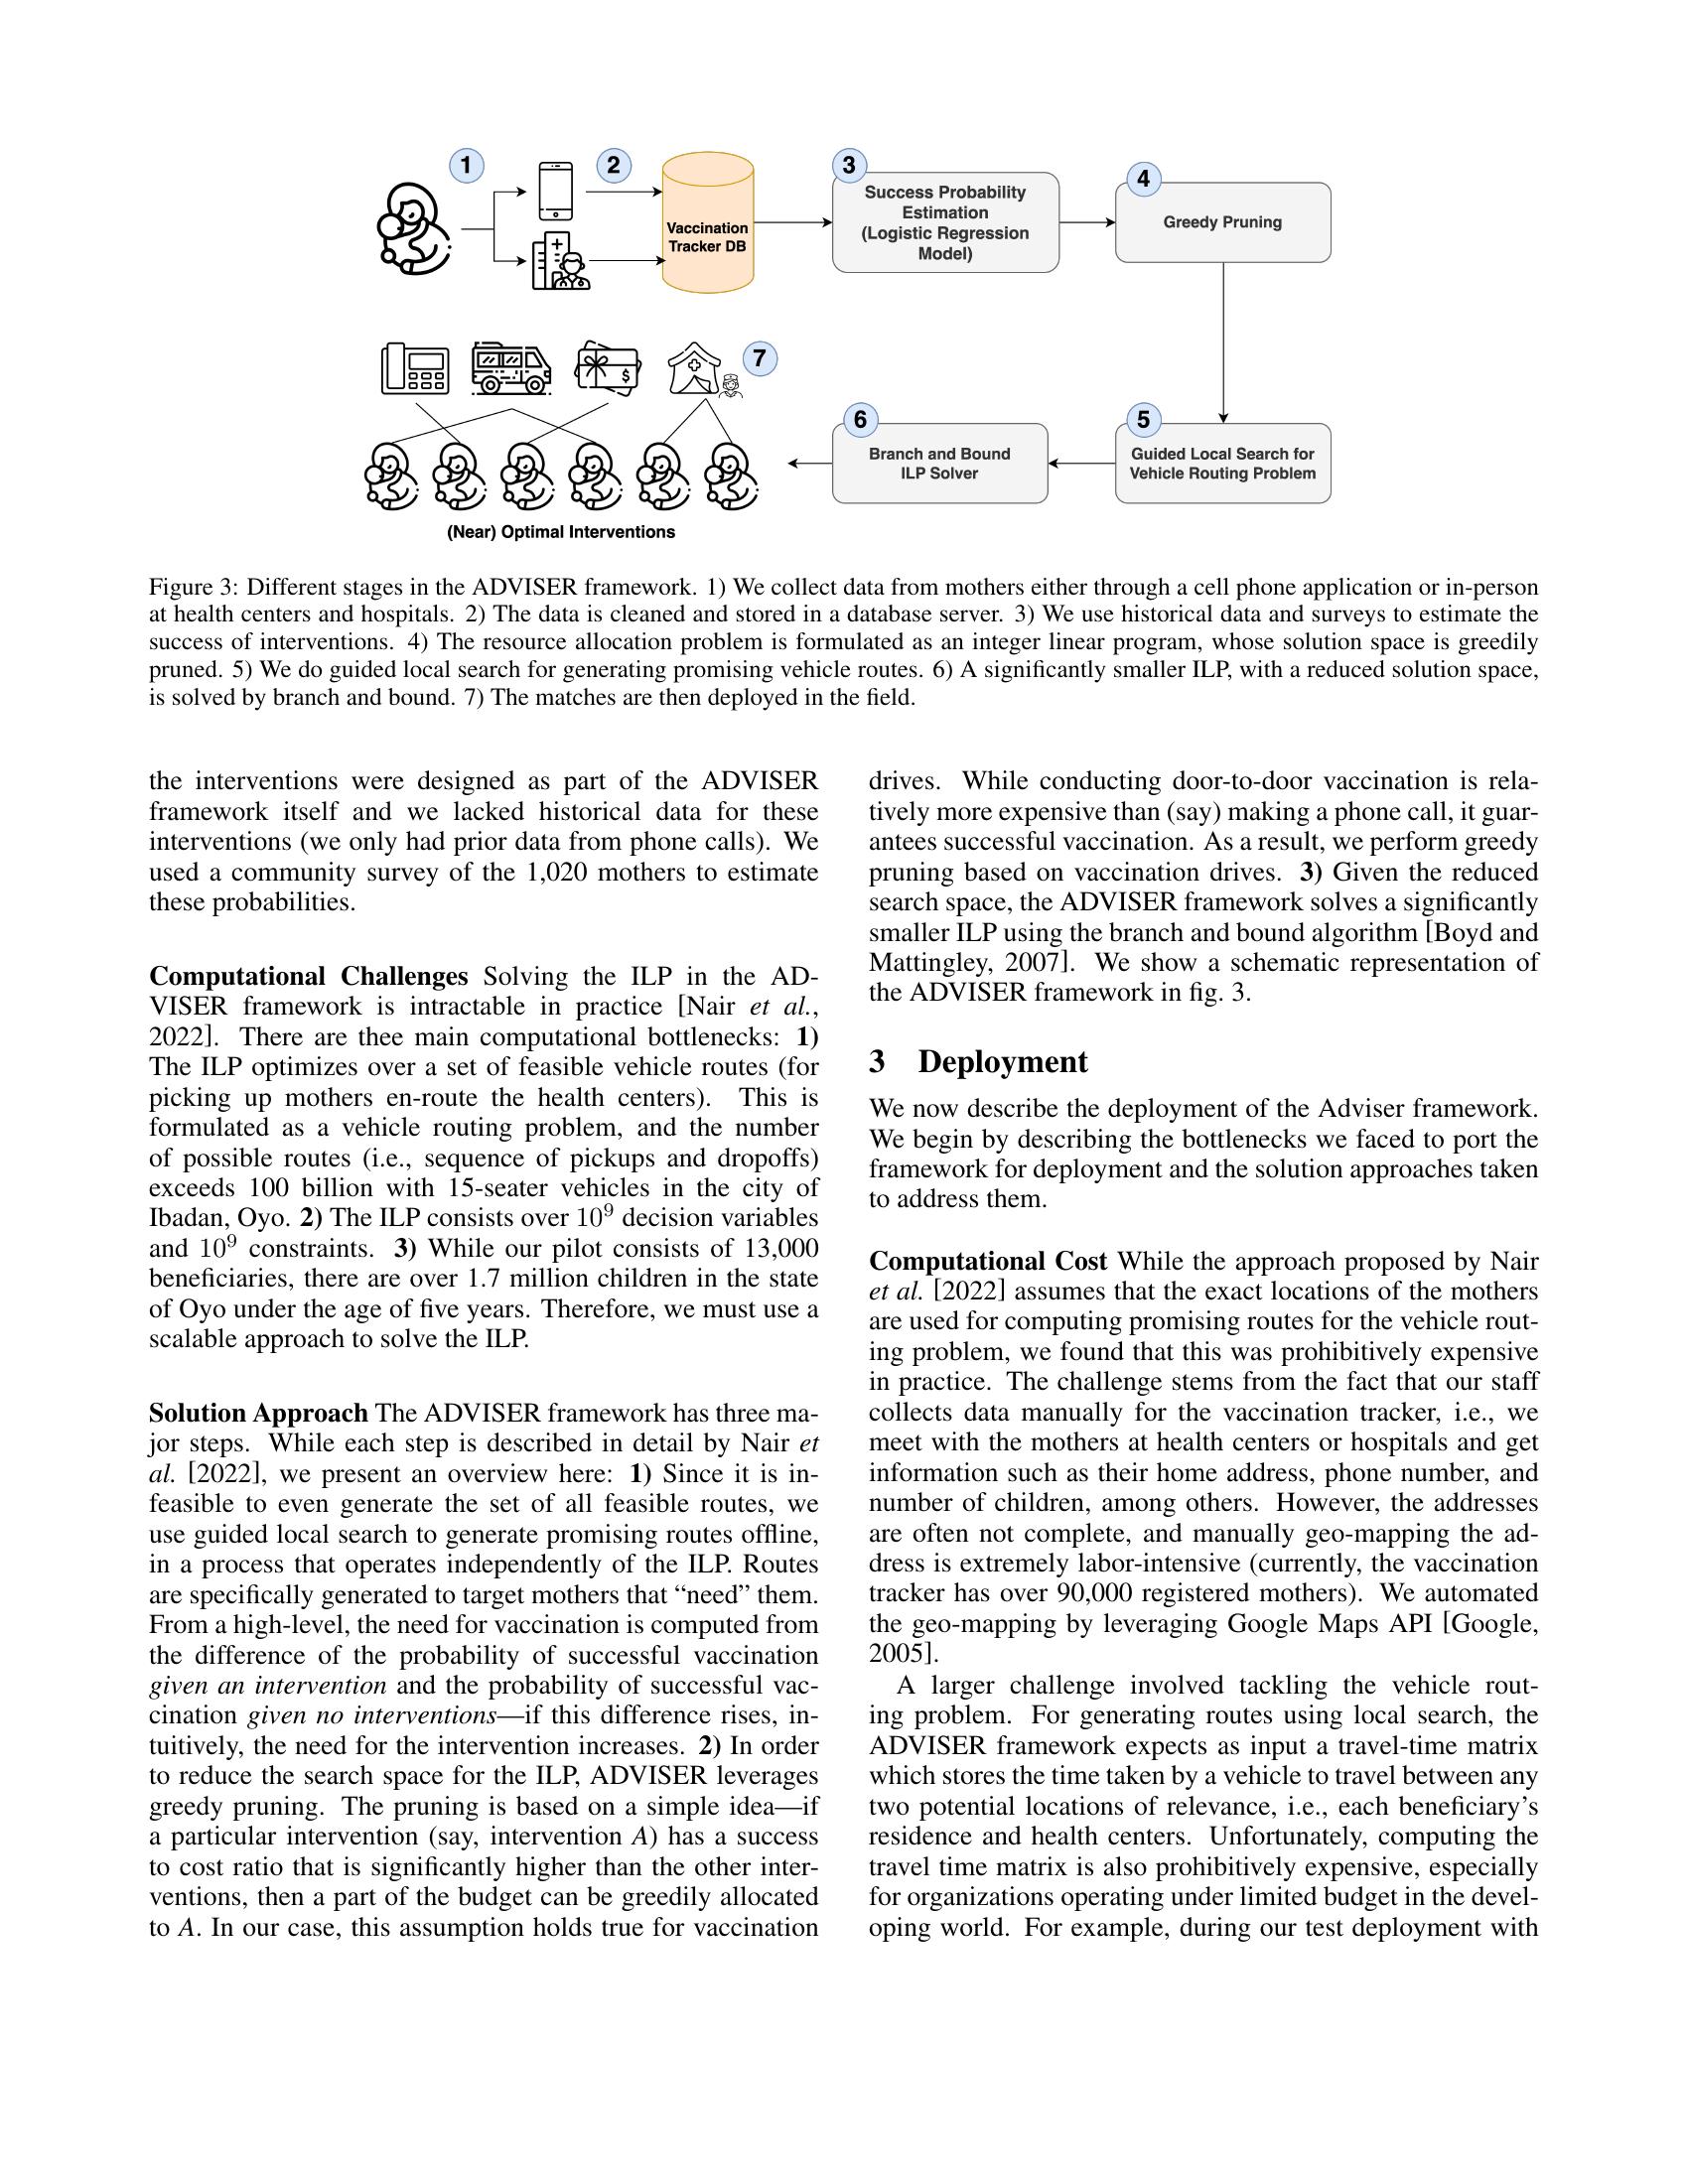 1
2
3
4
Vaccination
Tracker DB
Success Probability
Estimation
(Logistic Regression
Model)
Greedy Pruning
$
7
6
5
Branch and Bound
ILP Solver
Guided Local Search for
Vehicle Routing Problem
(Near) Optimal Interventions
Figure 3: Different stages in the ADVISER framework. 1) We collect data from mothers either through a cell phone application or in-person
at health centers and hospitals. 2) The data is cleaned and stored in a database server. 3) We use historical data and surveys to estimate the
success of interventions. 4) The resource allocation problem is formulated as an integer linear program, whose solution space is greedily
pruned. 5) We do guided local search for generating promising vehicle routes. 6) A significantly smaller ILP, with a reduced solution space,
is solved by branch and bound. 7) The matches are then deployed in the field.
the interventions were designed as part of the ADVISER
framework itself and we lacked historical data for these
interventions (we only had prior data from phone calls). We
used a community survey of the 1,020 mothers to estimate
these probabilities.
Computational Challenges Solving the ILP in the AD-
VISER framework is intractable in practice [Nair et al.,
2022]. There are thee main computational bottlenecks: 1)
The ILP optimizes over a set of feasible vehicle routes (for
picking up mothers en-route the health centers). This is
formulated as a vehicle routing problem, and the number
of possible routes (i.e., sequence of pickups and dropoffs)
exceeds 100 billion with 15-seater vehicles in the city of
Ibadan, Oyo. 2) The ILP consists over 10⁹ decision variables
and 10⁹ constraints. 3) While our pilot consists of 13,000
beneficiaries, there are over 1.7 million children in the state
of Oyo under the age of five years. Therefore, we must use a
scalable approach to solve the ILP.
Solution Approach The ADVISER framework has three ma-
jor steps. While each step is described in detail by Nair et
al. [2022], we present an overview here: 1) Since it is in-
feasible to even generate the set of all feasible routes, we
use guided local search to generate promising routes offline,
in a process that operates independently of the ILP. Routes
are specifically generated to target mothers that “need” them.
From a high-level, the need for vaccination is computed from
the difference of the probability of successful vaccination
given an intervention and the probability of successful vac-
cination given no interventions—if this difference rises, in-
tuitively, the need for the intervention increases. 2) In order
to reduce the search space for the ILP, ADVISER leverages
greedy pruning. The pruning is based on a simple idea—if
a particular intervention (say, intervention A) has a success
to cost ratio that is significantly higher than the other inter-
ventions, then a part of the budget can be greedily allocated
to A. In our case, this assumption holds true for vaccination
drives. While conducting door-to-door vaccination is rela-
tively more expensive than (say) making a phone call, it guar-
antees successful vaccination. As a result, we perform greedy
pruning based on vaccination drives. 3) Given the reduced
search space, the ADVISER framework solves a significantly
smaller ILP using the branch and bound algorithm [Boyd and
Mattingley, 2007]. We show a schematic representation of
the ADVISER framework in fig. 3.
3 Deployment
We now describe the deployment of the Adviser framework.
We begin by describing the bottlenecks we faced to port the
framework for deployment and the solution approaches taken
to address them.
Computational Cost While the approach proposed by Nair
et al. [2022] assumes that the exact locations of the mothers
are used for computing promising routes for the vehicle rout-
ing problem, we found that this was prohibitively expensive
in practice. The challenge stems from the fact that our staff
collects data manually for the vaccination tracker, i.e., we
meet with the mothers at health centers or hospitals and get
information such as their home address, phone number, and
number of children, among others. However, the addresses
are often not complete, and manually geo-mapping the ad-
dress is extremely labor-intensive (currently, the vaccination
tracker has over 90,000 registered mothers). We automated
the geo-mapping by leveraging Google Maps API [Google,
2005].
A larger challenge involved tackling the vehicle rout-
ing problem. For generating routes using local search, the
ADVISER framework expects as input a travel-time matrix
which stores the time taken by a vehicle to travel between any
two potential locations of relevance, i.e., each beneficiary’s
residence and health centers. Unfortunately, computing the
travel time matrix is also prohibitively expensive, especially
for organizations operating under limited budget in the devel-
oping world. For example, during our test deployment with